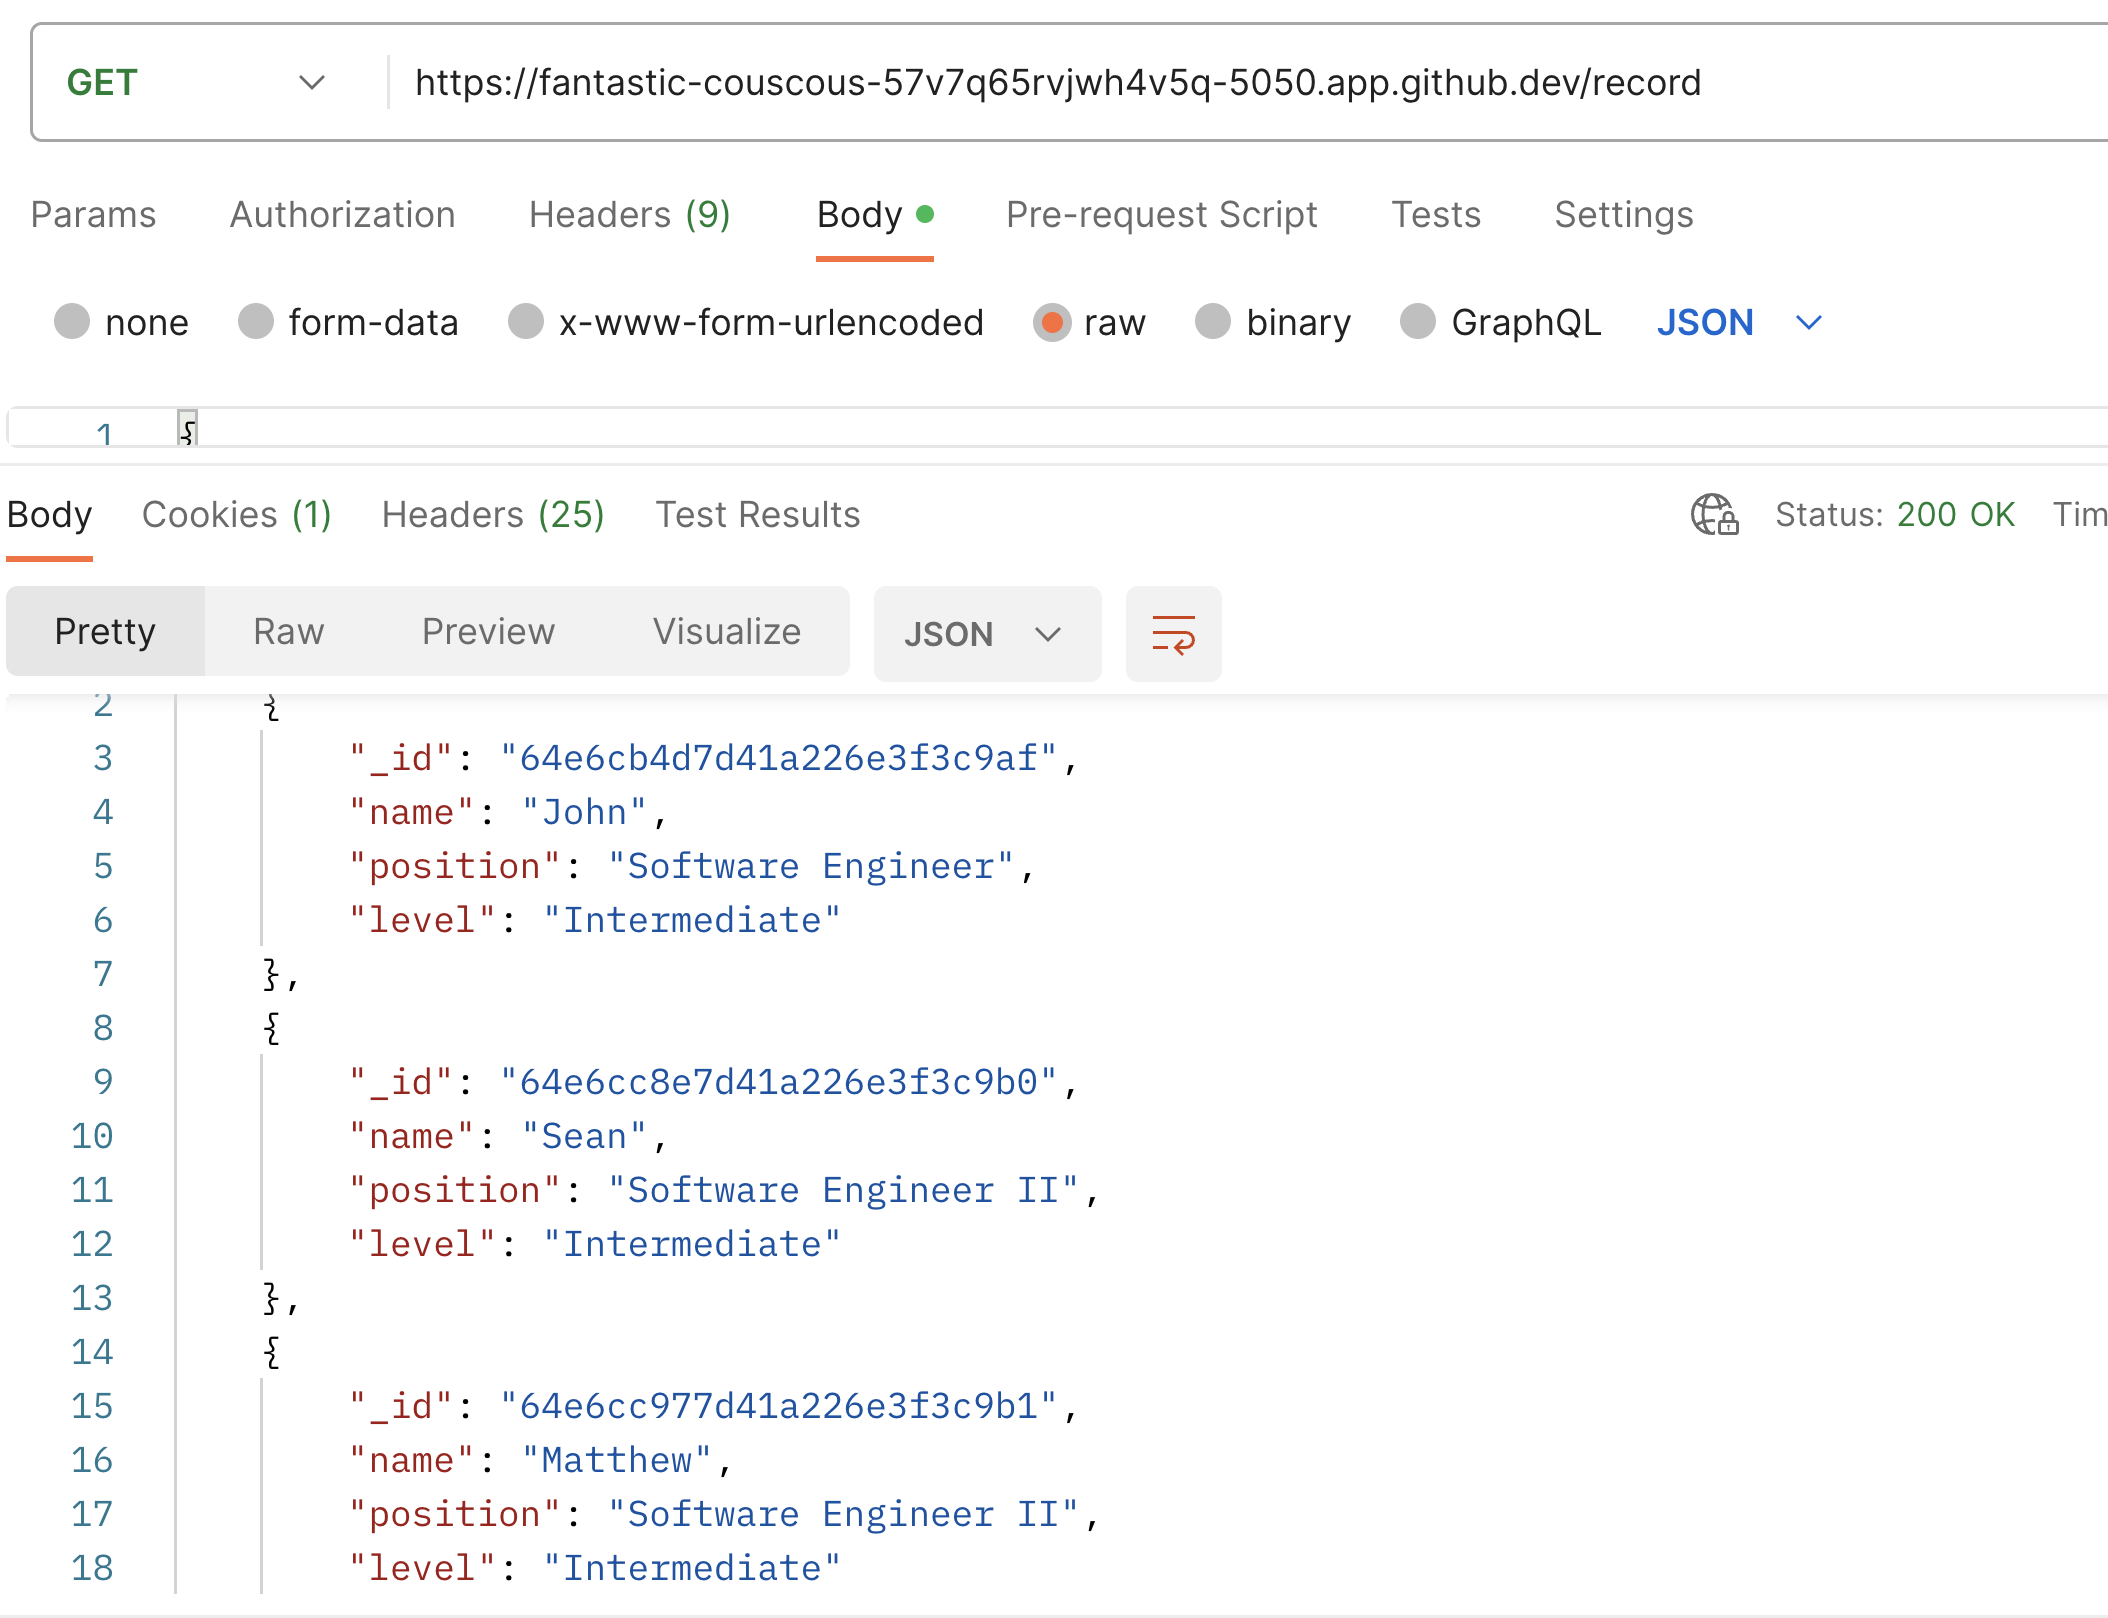 GET https://fantastic-couscous-57v7q65rvjwh4v5q-5050.app.github.dev/record
Params Authorization Headers (9) Body Pre-request Script Tests Settings
none form-data x-www-form-urlencoded raw binary GraphQL JSON
1 {
Body Cookies (1) Headers (25) Test Results Status: 200 OK Tim
Pretty Raw Preview Visualize JSON
2 {
3 "_id": "64e6cb4d7d41a226e3f3c9af",
4 "name": "John",
5 "position": "Software Engineer",
6 "level": "Intermediate"
7 },
8 {
9 "_id": "64e6cc8e7d41a226e3f3c9b0",
10 "name": "Sean",
11 "position": "Software Engineer II",
12 "level": "Intermediate"
13 },
14 {
15 "_id": "64e6cc977d41a226e3f3c9b1",
16 "name": "Matthew",
17 "position": "Software Engineer II",
18 "level": "Intermediate"